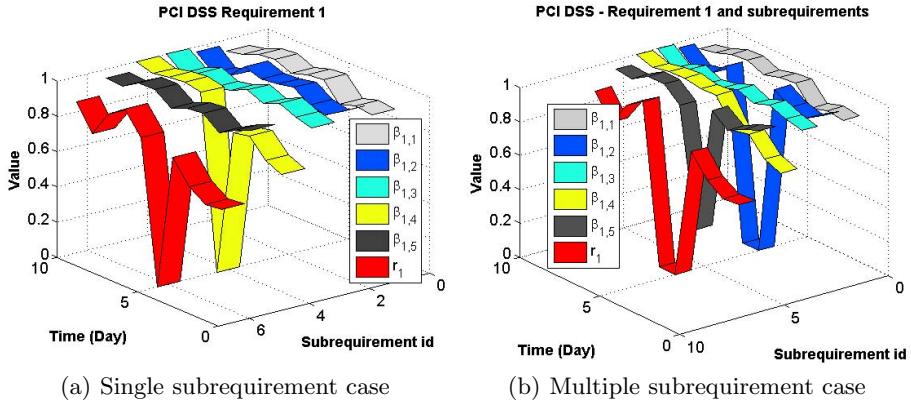 PCI DSS Requirement 1
Value
1
0.8
0.6
0.4
0.2
0
10
5
0
Time (Day)
6
4
2
0
Subrequirement id
β1,1
β1,2
β1,3
β1,4
β1,5
r1
(a) Single subrequirement case
PCI DSS - Requirement 1 and subrequirements
Value
1
0.8
0.6
0.4
0.2
0
10
5
0
Time (Day)
10
5
0
Subrequirement id
β1,1
β1,2
β1,3
β1,4
β1,5
r1
(b) Multiple subrequirement case